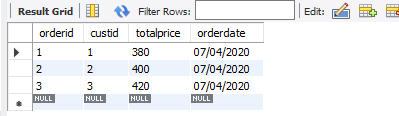 Result Grid Filter Rows: Edit:
orderid custid totalprice orderdate
1 1 380 07/04/2020
2 2 400 07/04/2020
3 3 420 07/04/2020
NULL NULL NULL NULL